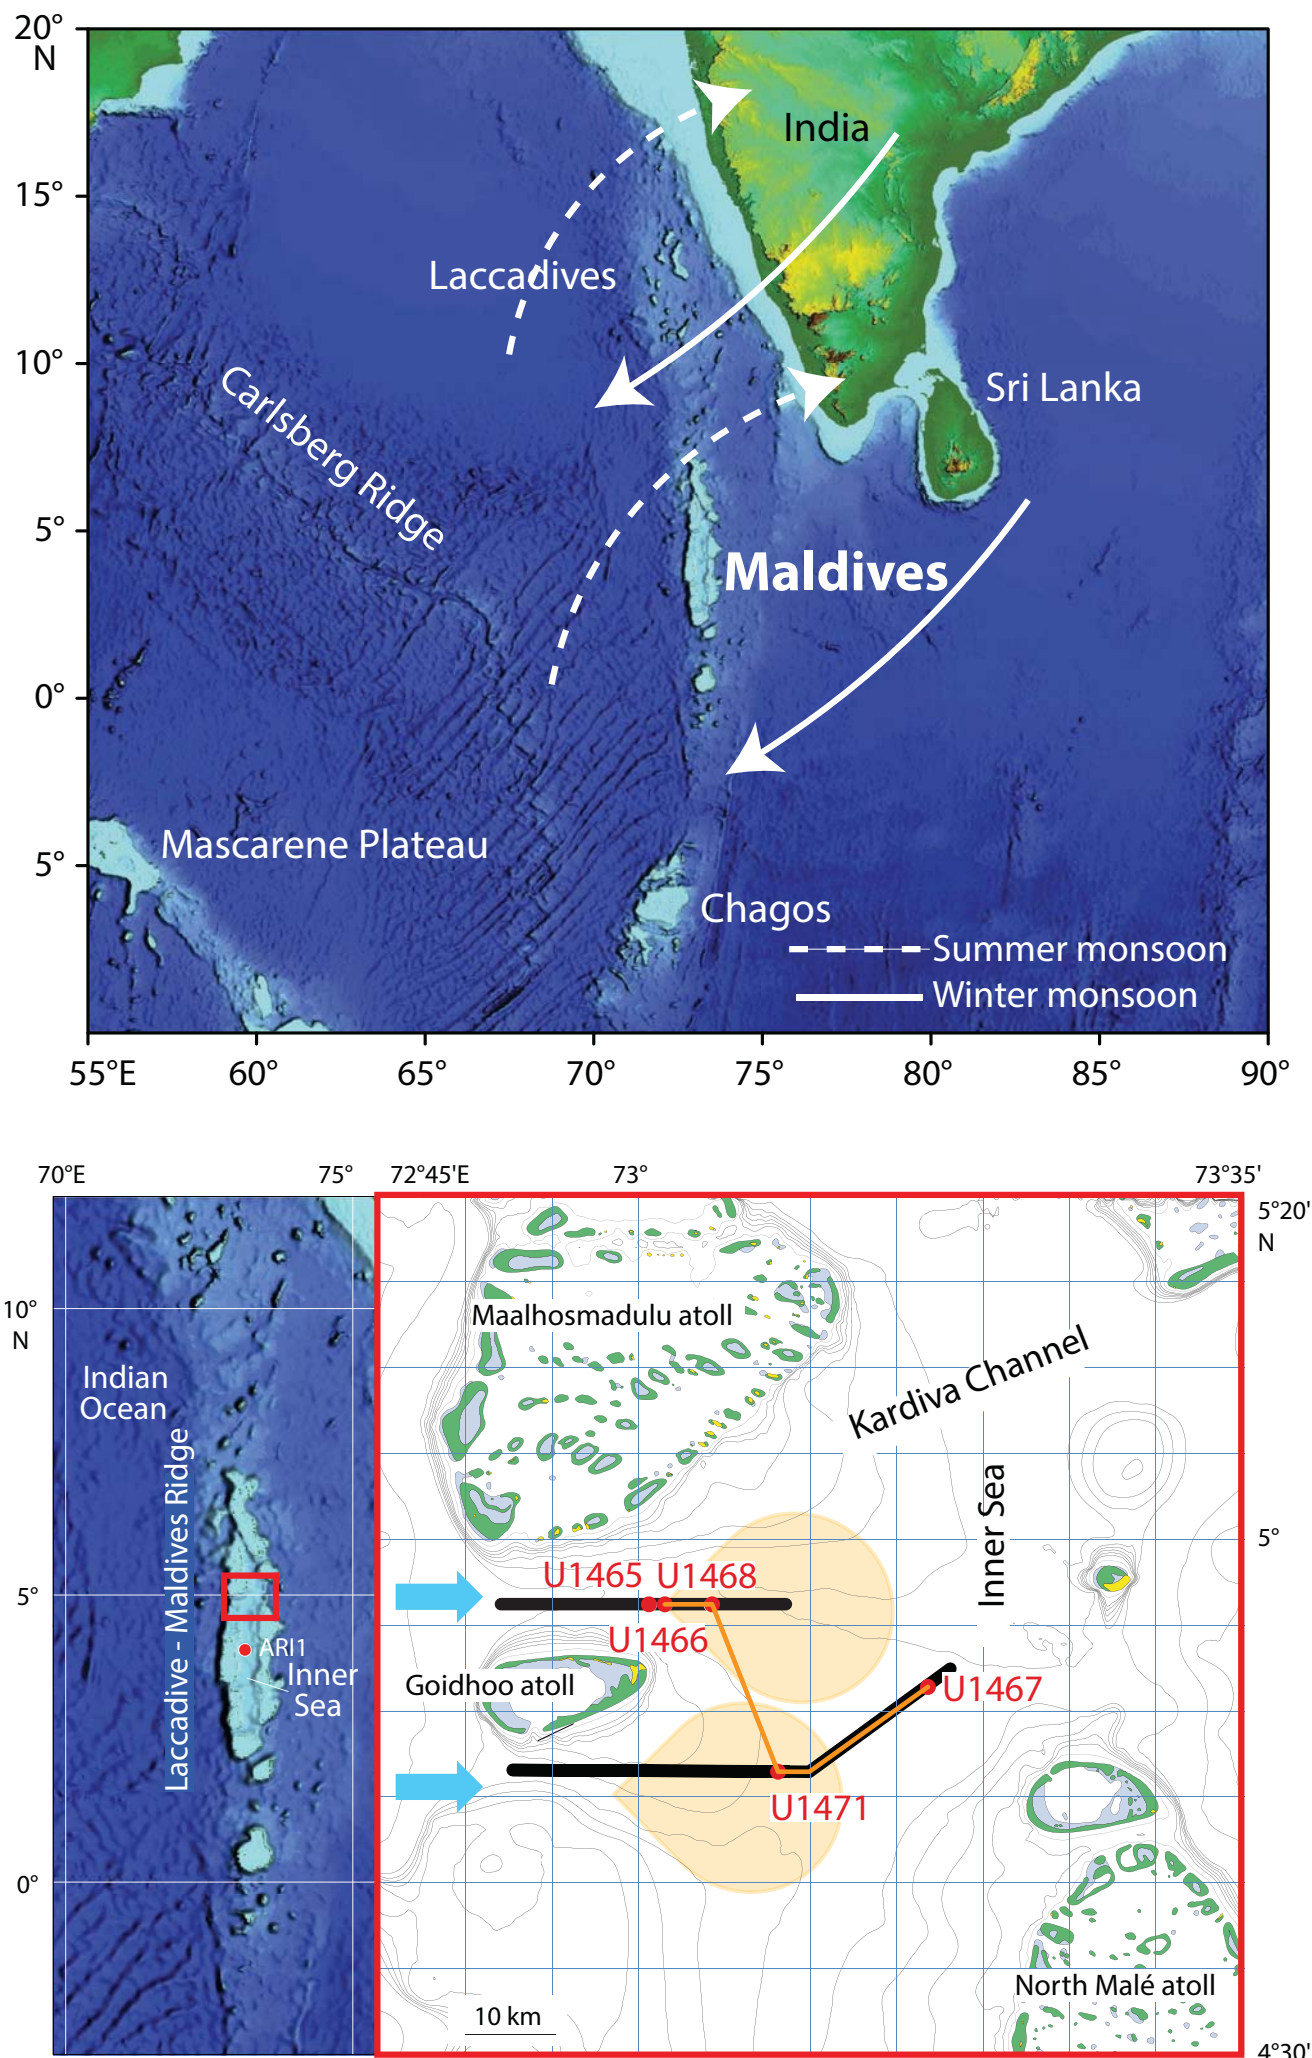 20°
N
India
15°
Laccadives
10°
Carlsberg Ridge
Sri Lanka
5°
Maldives
0°
Mascarene Plateau
5°
Chagos
Summer monsoon
Winter monsoon
55°E 60° 65° 70° 75° 80° 85° 90°
70°E 75° 72°45'E 73° 73°35'
5°20'
N
10°
N
Maalhosmadulu atoll
Indian
Ocean
Kardiva Channel
Laccadive - Maldives Ridge
Inner Sea
5°
5°
U1465 U1468
U1466
ARI1
Inner
Sea
Goidhoo atoll
U1467
U1471
0°
North Malé atoll
10 km
4°30'